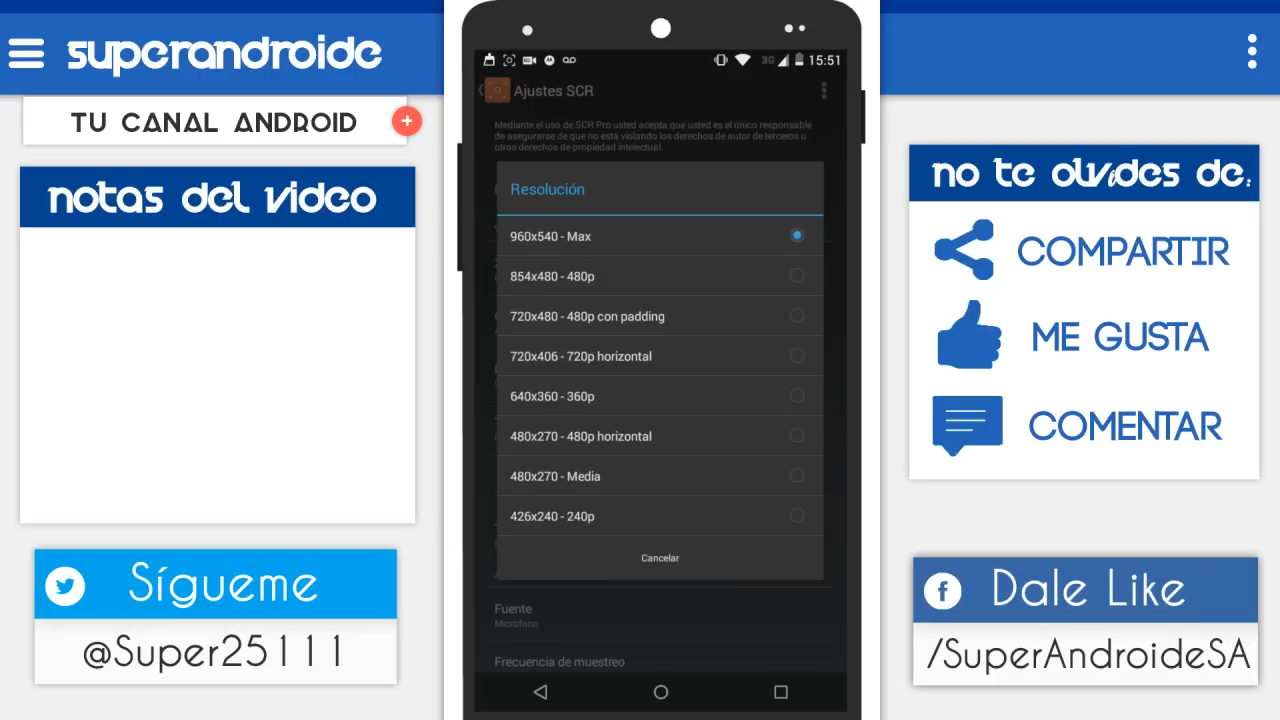 superandroide
TU CANAL ANDROID
+
notas del video
Sígueme
@Super25111
3G
15:51
Ajustes SCR
Mediante el uso de SCR Pro usted acepta que usted es el único responsable
de asegurarse de que no está violando los derechos de autor de terceros u
otros derechos de propiedad intelectual.
Resolución
960x540 - Max
854x480 - 480p
720x480 - 480p con padding
720x406 - 720p horizontal
640x360 - 360p
480x270 - 480p horizontal
480x270 - Media
426x240 - 240p
Cancelar
Fuente
Micrófono
Frecuencia de muestreo
no te olvides de:
COMPARTIR
ME GUSTA
COMENTAR
Dale Like
/SuperAndroideSA